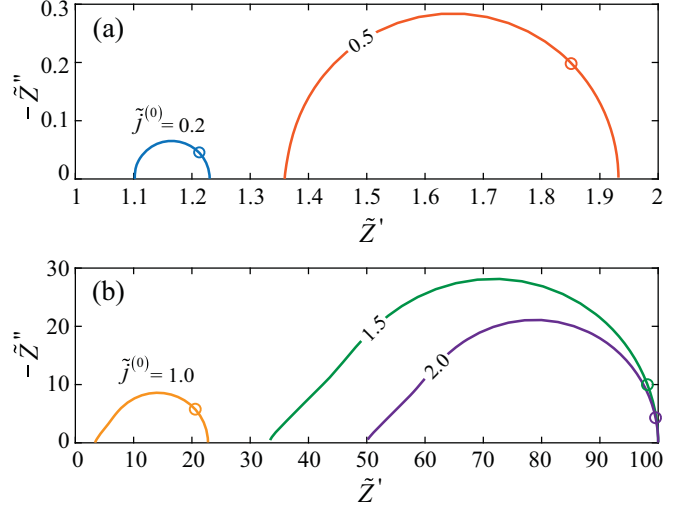 (a)
0.3
0.2
0.1
0
−Z̃"
0.5
j̃⁽⁰⁾= 0.2
1 1.1 1.2 1.3 1.4 1.5 1.6 1.7 1.8 1.9 2
Z̃'
(b)
30
20
10
0
−Z̃"
j̃⁽⁰⁾= 1.0
1.5
2.0
0 10 20 30 40 50 60 70 80 90 100
Z̃'